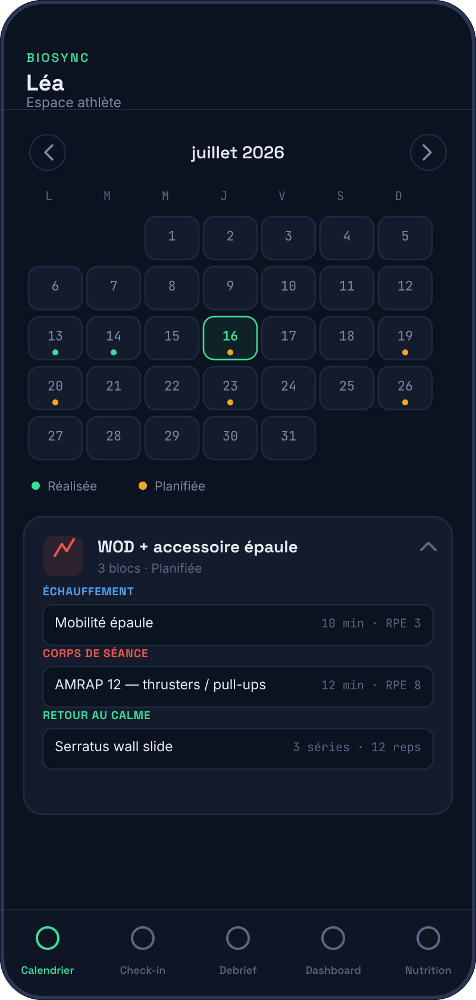 BIOSYNC
Léa
Espace athlète
juillet 2026
L M M J V S D
1 2 3 4 5
6 7 8 9 10 11 12
13 14 15 16 17 18 19
20 21 22 23 24 25 26
27 28 29 30 31
Réalisée Planifiée
WOD + accessoire épaule
3 blocs · Planifiée
ÉCHAUFFEMENT
Mobilité épaule 10 min · RPE 3
CORPS DE SÉANCE
AMRAP 12 — thrusters / pull-ups 12 min · RPE 8
RETOUR AU CALME
Serratus wall slide 3 séries · 12 reps
Calendrier Check-in Debrief Dashboard Nutrition